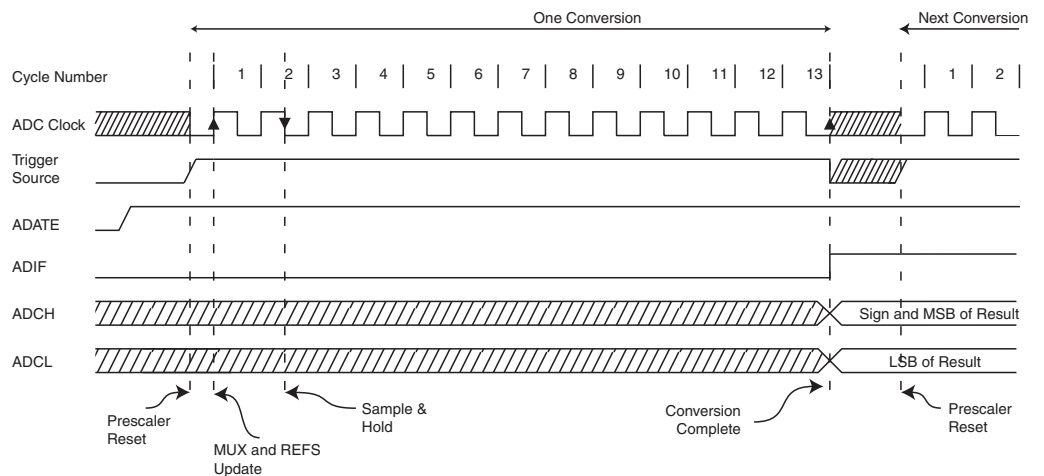 One Conversion
Next Conversion
Cycle Number
1 2 3 4 5 6 7 8 9 10 11 12 13 1 2
ADC Clock
Trigger
Source
ADATE
ADIF
ADCH
Sign and MSB of Result
ADCL
LSB of Result
Prescaler
Reset
MUX and REFS
Update
Sample &
Hold
Conversion
Complete
Prescaler
Reset